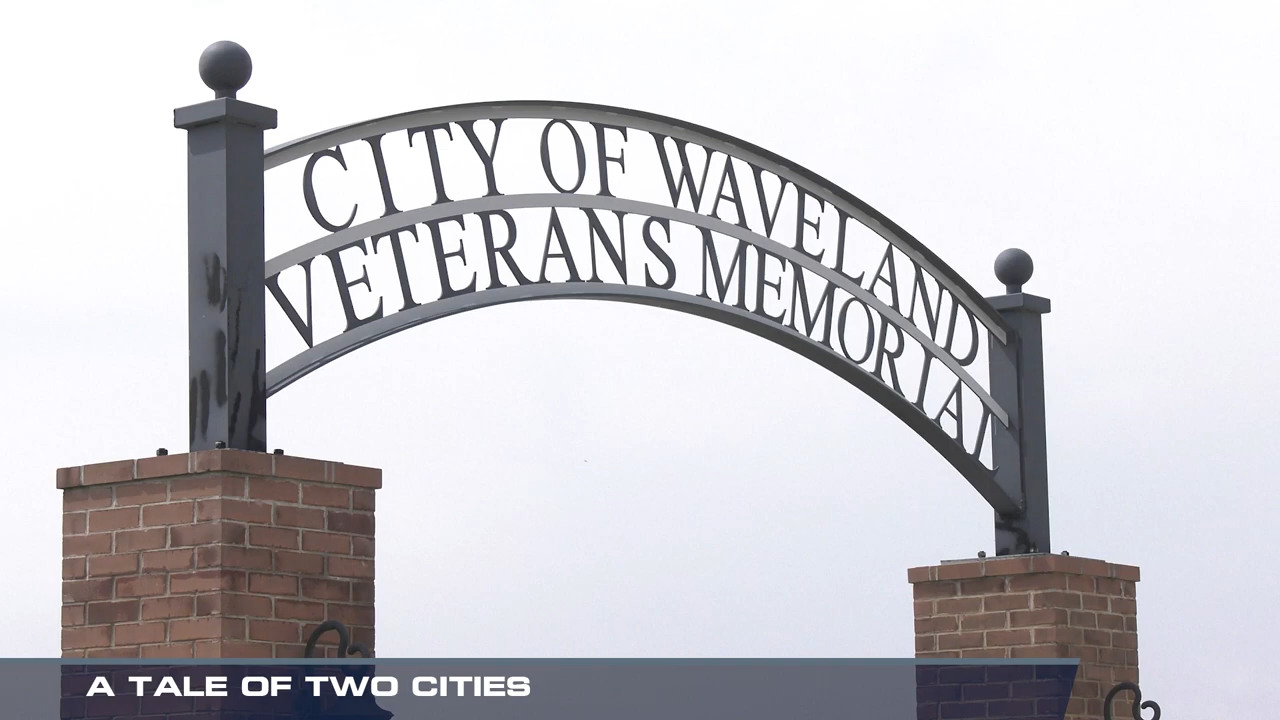 CITY OF WAVELAND
VETERANS MEMORIAL
A TALE OF TWO CITIES